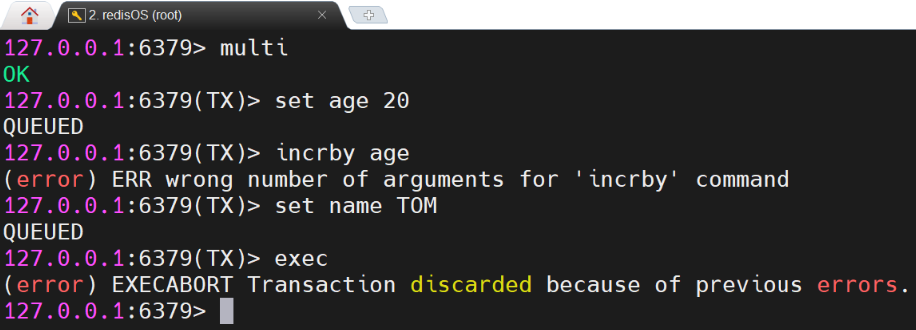 2. redisOS (root)
127.0.0.1:6379> multi
OK
127.0.0.1:6379(TX)> set age 20
QUEUED
127.0.0.1:6379(TX)> incrby age
(error) ERR wrong number of arguments for 'incrby' command
127.0.0.1:6379(TX)> set name TOM
QUEUED
127.0.0.1:6379(TX)> exec
(error) EXECABORT Transaction discarded because of previous errors.
127.0.0.1:6379>